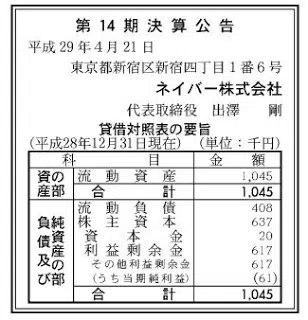 第14期決算公告
平成29年4月21日
東京都新宿区新宿四丁目1番6号
ネイバー株式会社
代表取締役 出澤 剛
貸借対照表の要旨
(平成28年12月31日現在) (単位:千円)
科 目 金 額
資産の部
流動資産 1,045
合計 1,045
負債及び純資産の部
流動負債 408
株主資本 637
資本金 20
利益剰余金 617
その他利益剰余金 617
(うち当期純利益) (61)
合計 1,045